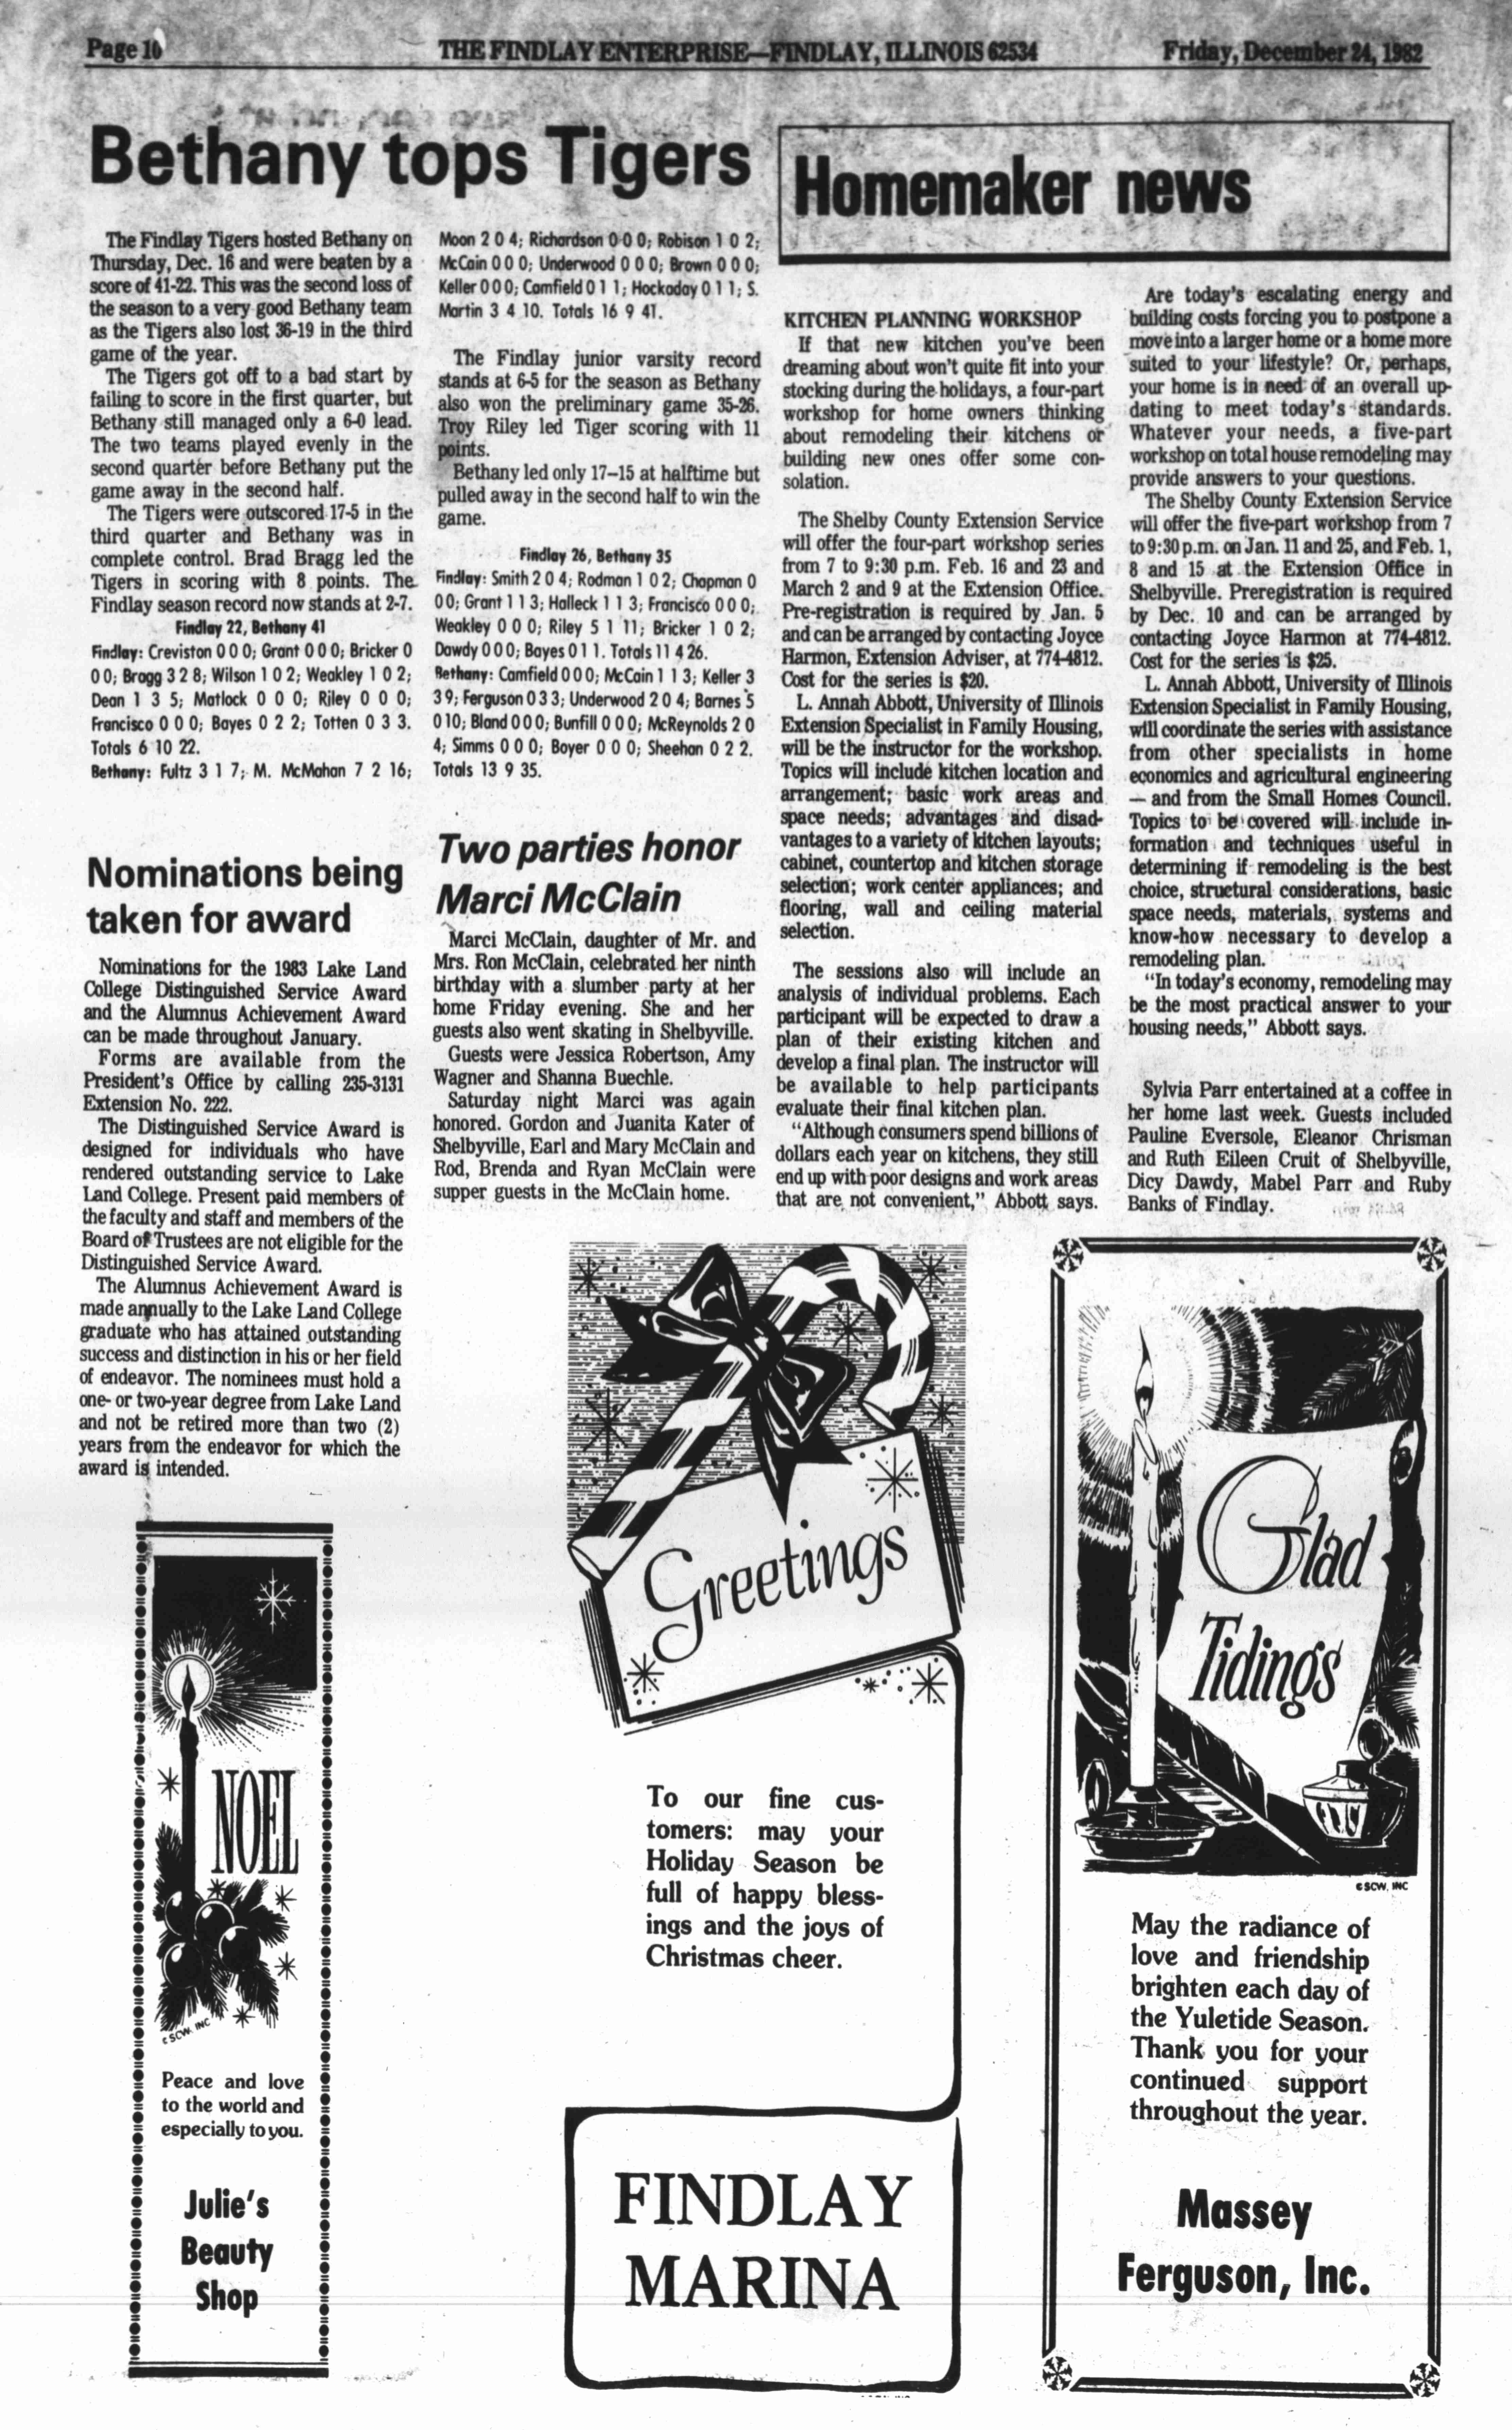 Page 10
THE FINDLAY ENTERPRISE—FINDLAY, ILLINOIS 62534
Friday, December 24, 1982
Bethany tops Tigers
The Findlay Tigers hosted Bethany on
Thursday, Dec. 16 and were beaten by a
score of 41-22. This was the second loss of
the season to a very good Bethany team
as the Tigers also lost 36-19 in the third
game of the year.
The Tigers got off to a bad start by
failing to score in the first quarter, but
Bethany still managed only a 6-0 lead.
The two teams played evenly in the
second quarter before Bethany put the
game away in the second half.
The Tigers were outscored 17-5 in the
third quarter and Bethany was in
complete control. Brad Bragg led the
Tigers in scoring with 8 points. The
Findlay season record now stands at 2-7.
Findlay 22, Bethany 41
Findlay: Creviston 0 0 0; Grant 0 0 0; Bricker 0
0 0; Bragg 3 2 8; Wilson 1 0 2; Weakley 1 0 2;
Dean 1 3 5; Matlock 0 0 0; Riley 0 0 0;
Francisco 0 0 0; Bayes 0 2 2; Totten 0 3 3.
Totals 6 10 22.
Bethany: Fultz 3 1 7; M. McMahan 7 2 16;
Moon 2 0 4; Richardson 0 0 0; Robison 1 0 2;
McCain 0 0 0; Underwood 0 0 0; Brown 0 0 0;
Keller 0 0 0; Camfield 0 1 1; Hockaday 0 1 1; S.
Martin 3 4 10. Totals 16 9 41.
The Findlay junior varsity record
stands at 6-5 for the season as Bethany
also won the preliminary game 35-26.
Troy Riley led Tiger scoring with 11
points.
Bethany led only 17-15 at halftime but
pulled away in the second half to win the
game.
Findlay 26, Bethany 35
Findlay: Smith 2 0 4; Rodman 1 0 2; Chapman 0
0 0; Grant 1 1 3; Halleck 1 1 3; Francisco 0 0 0;
Weakley 0 0 0; Riley 5 1 11; Bricker 1 0 2;
Dawdy 0 0 0; Bayes 0 1 1. Totals 11 4 26.
Bethany: Camfield 0 0 0; McCain 1 1 3; Keller 3
3 9; Ferguson 0 3 3; Underwood 2 0 4; Barnes 5
0 10; Bland 0 0 0; Bunfill 0 0 0; McReynolds 2 0
4; Simms 0 0 0; Boyer 0 0 0; Sheehan 0 2 2.
Totals 13 9 35.
Nominations being
taken for award
Nominations for the 1983 Lake Land
College Distinguished Service Award
and the Alumnus Achievement Award
can be made throughout January.
Forms are available from the
President's Office by calling 235-3131
Extension No. 222.
The Distinguished Service Award is
designed for individuals who have
rendered outstanding service to Lake
Land College. Present paid members of
the faculty and staff and members of the
Board of Trustees are not eligible for the
Distinguished Service Award.
The Alumnus Achievement Award is
made annually to the Lake Land College
graduate who has attained outstanding
success and distinction in his or her field
of endeavor. The nominees must hold a
one- or two-year degree from Lake Land
and not be retired more than two (2)
years from the endeavor for which the
award is intended.
Two parties honor
Marci McClain
Marci McClain, daughter of Mr. and
Mrs. Ron McClain, celebrated her ninth
birthday with a slumber party at her
home Friday evening. She and her
guests also went skating in Shelbyville.
Guests were Jessica Robertson, Amy
Wagner and Shanna Buechle.
Saturday night Marci was again
honored. Gordon and Juanita Kater of
Shelbyville, Earl and Mary McClain and
Rod, Brenda and Ryan McClain were
supper guests in the McClain home.
Homemaker news
KITCHEN PLANNING WORKSHOP
If that new kitchen you've been
dreaming about won't quite fit into your
stocking during the holidays, a four-part
workshop for home owners thinking
about remodeling their kitchens or
building new ones offer some con-
solation.
The Shelby County Extension Service
will offer the four-part workshop series
from 7 to 9:30 p.m. Feb. 16 and 23 and
March 2 and 9 at the Extension Office.
Pre-registration is required by Jan. 5
and can be arranged by contacting Joyce
Harmon, Extension Adviser, at 774-4812.
Cost for the series is $20.
L. Annah Abbott, University of Illinois
Extension Specialist in Family Housing,
will be the instructor for the workshop.
Topics will include kitchen location and
arrangement; basic work areas and
space needs; advantages and disad-
vantages to a variety of kitchen layouts;
cabinet, countertop and kitchen storage
selection; work center appliances; and
flooring, wall and ceiling material
selection.
The sessions also will include an
analysis of individual problems. Each
participant will be expected to draw a
plan of their existing kitchen and
develop a final plan. The instructor will
be available to help participants
evaluate their final kitchen plan.
"Although consumers spend billions of
dollars each year on kitchens, they still
end up with poor designs and work areas
that are not convenient," Abbott says.
Are today's escalating energy and
building costs forcing you to postpone a
move into a larger home or a home more
suited to your lifestyle? Or, perhaps,
your home is in need of an overall up-
dating to meet today's standards.
Whatever your needs, a five-part
workshop on total house remodeling may
provide answers to your questions.
The Shelby County Extension Service
will offer the five-part workshop from 7
to 9:30 p.m. on Jan. 11 and 25, and Feb. 1,
8 and 15 at the Extension Office in
Shelbyville. Preregistration is required
by Dec. 10 and can be arranged by
contacting Joyce Harmon at 774-4812.
Cost for the series is $25.
L. Annah Abbott, University of Illinois
Extension Specialist in Family Housing,
will coordinate the series with assistance
from other specialists in home
economics and agricultural engineering
— and from the Small Homes Council.
Topics to be covered will include in-
formation and techniques useful in
determining if remodeling is the best
choice, structural considerations, basic
space needs, materials, systems and
know-how necessary to develop a
remodeling plan.
"In today's economy, remodeling may
be the most practical answer to your
housing needs," Abbott says.
Sylvia Parr entertained at a coffee in
her home last week. Guests included
Pauline Eversole, Eleanor Chrisman
and Ruth Eileen Cruit of Shelbyville,
Dicy Dawdy, Mabel Parr and Ruby
Banks of Findlay.
NOEL
© SCW, INC
Peace and love
to the world and
especially to you.
Julie's
Beauty
Shop
Greetings
To our fine cus-
tomers: may your
Holiday Season be
full of happy bless-
ings and the joys of
Christmas cheer.
FINDLAY
MARINA
Glad
Tidings
© SCW, INC
May the radiance of
love and friendship
brighten each day of
the Yuletide Season.
Thank you for your
continued support
throughout the year.
Massey
Ferguson, Inc.